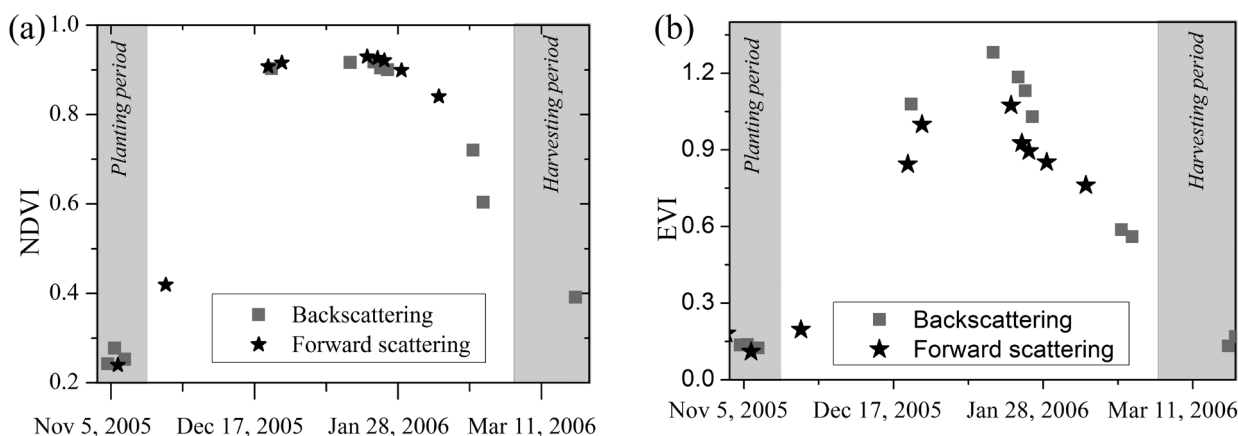 (a)
NDVI
1.0
0.8
0.6
0.4
0.2
Planting period
Harvesting period
Backscattering
Forward scattering
Nov 5, 2005 Dec 17, 2005 Jan 28, 2006 Mar 11, 2006
(b)
EVI
1.2
0.9
0.6
0.3
0.0
Planting period
Harvesting period
Backscattering
Forward scattering
Nov 5, 2005 Dec 17, 2005 Jan 28, 2006 Mar 11, 2006